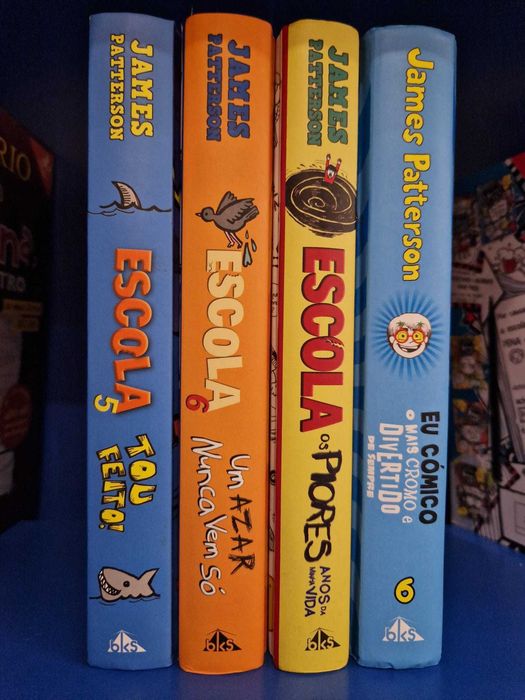 JAMES
PATTERSON
ESCOLA
5
TOU
FEITO!
bks
JAMES
PATTERSON
ESCOLA
6
Um AZAR
Nunca Vem Só
bks
JAMES
PATTERSON
ESCOLA
OS PIORES
ANOS DA
MINHA VIDA
bks
James Patterson
EU CÓMICO
O MAIS CROMO e
DIVERTIDO
DE SEMPRE
6
bks
RIO
TRO